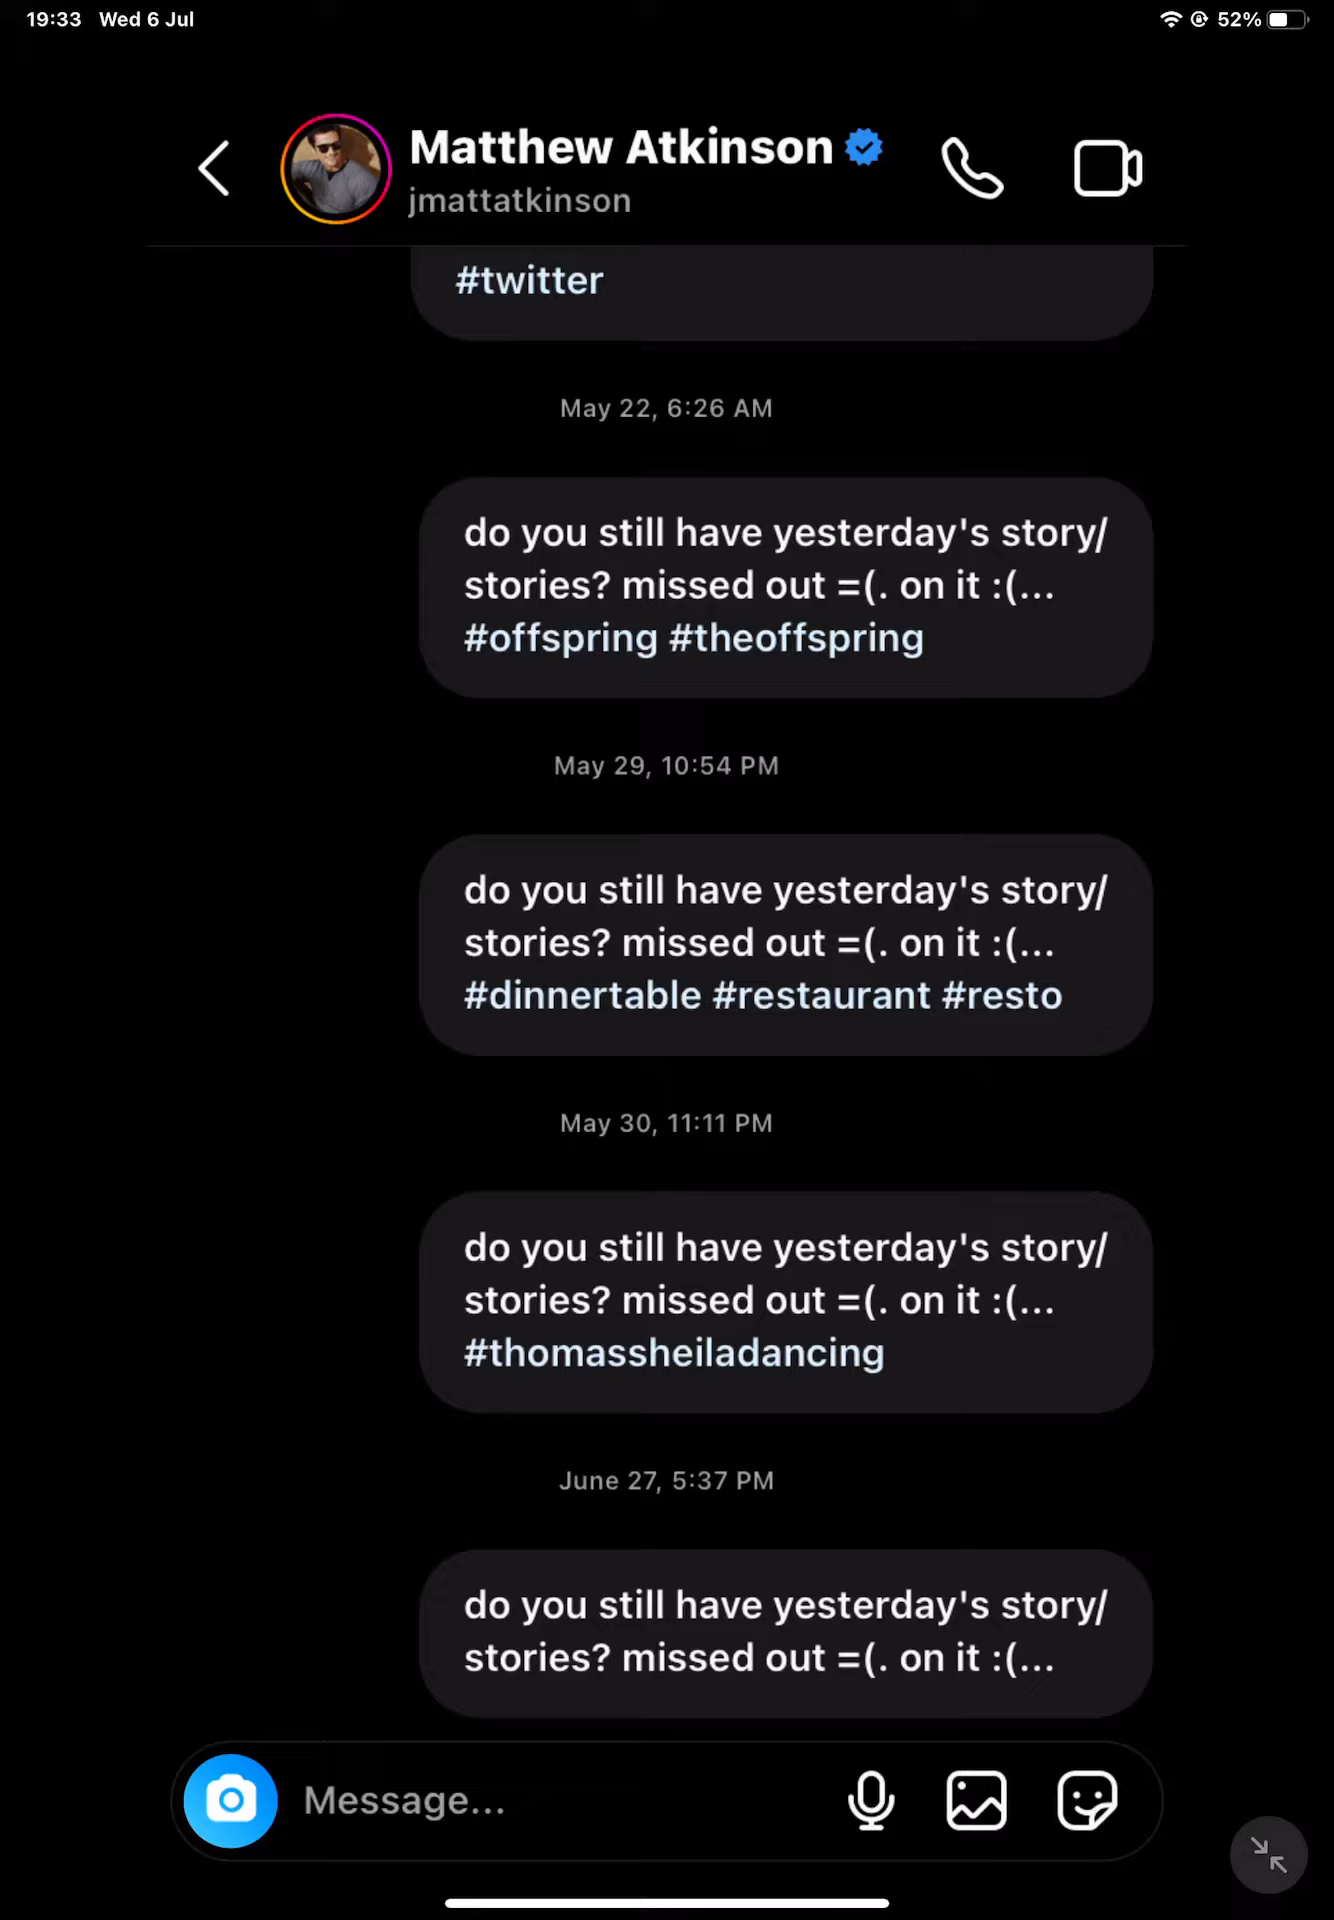 19:33 Wed 6 Jul 52%
Matthew Atkinson
jmattatkinson
#twitter
May 22, 6:26 AM
do you still have yesterday's story/
stories? missed out =(. on it :(...
#offspring #theoffspring
May 29, 10:54 PM
do you still have yesterday's story/
stories? missed out =(. on it :(...
#dinnertable #restaurant #resto
May 30, 11:11 PM
do you still have yesterday's story/
stories? missed out =(. on it :(...
#thomassheiladancing
June 27, 5:37 PM
do you still have yesterday's story/
stories? missed out =(. on it :(...
Message...